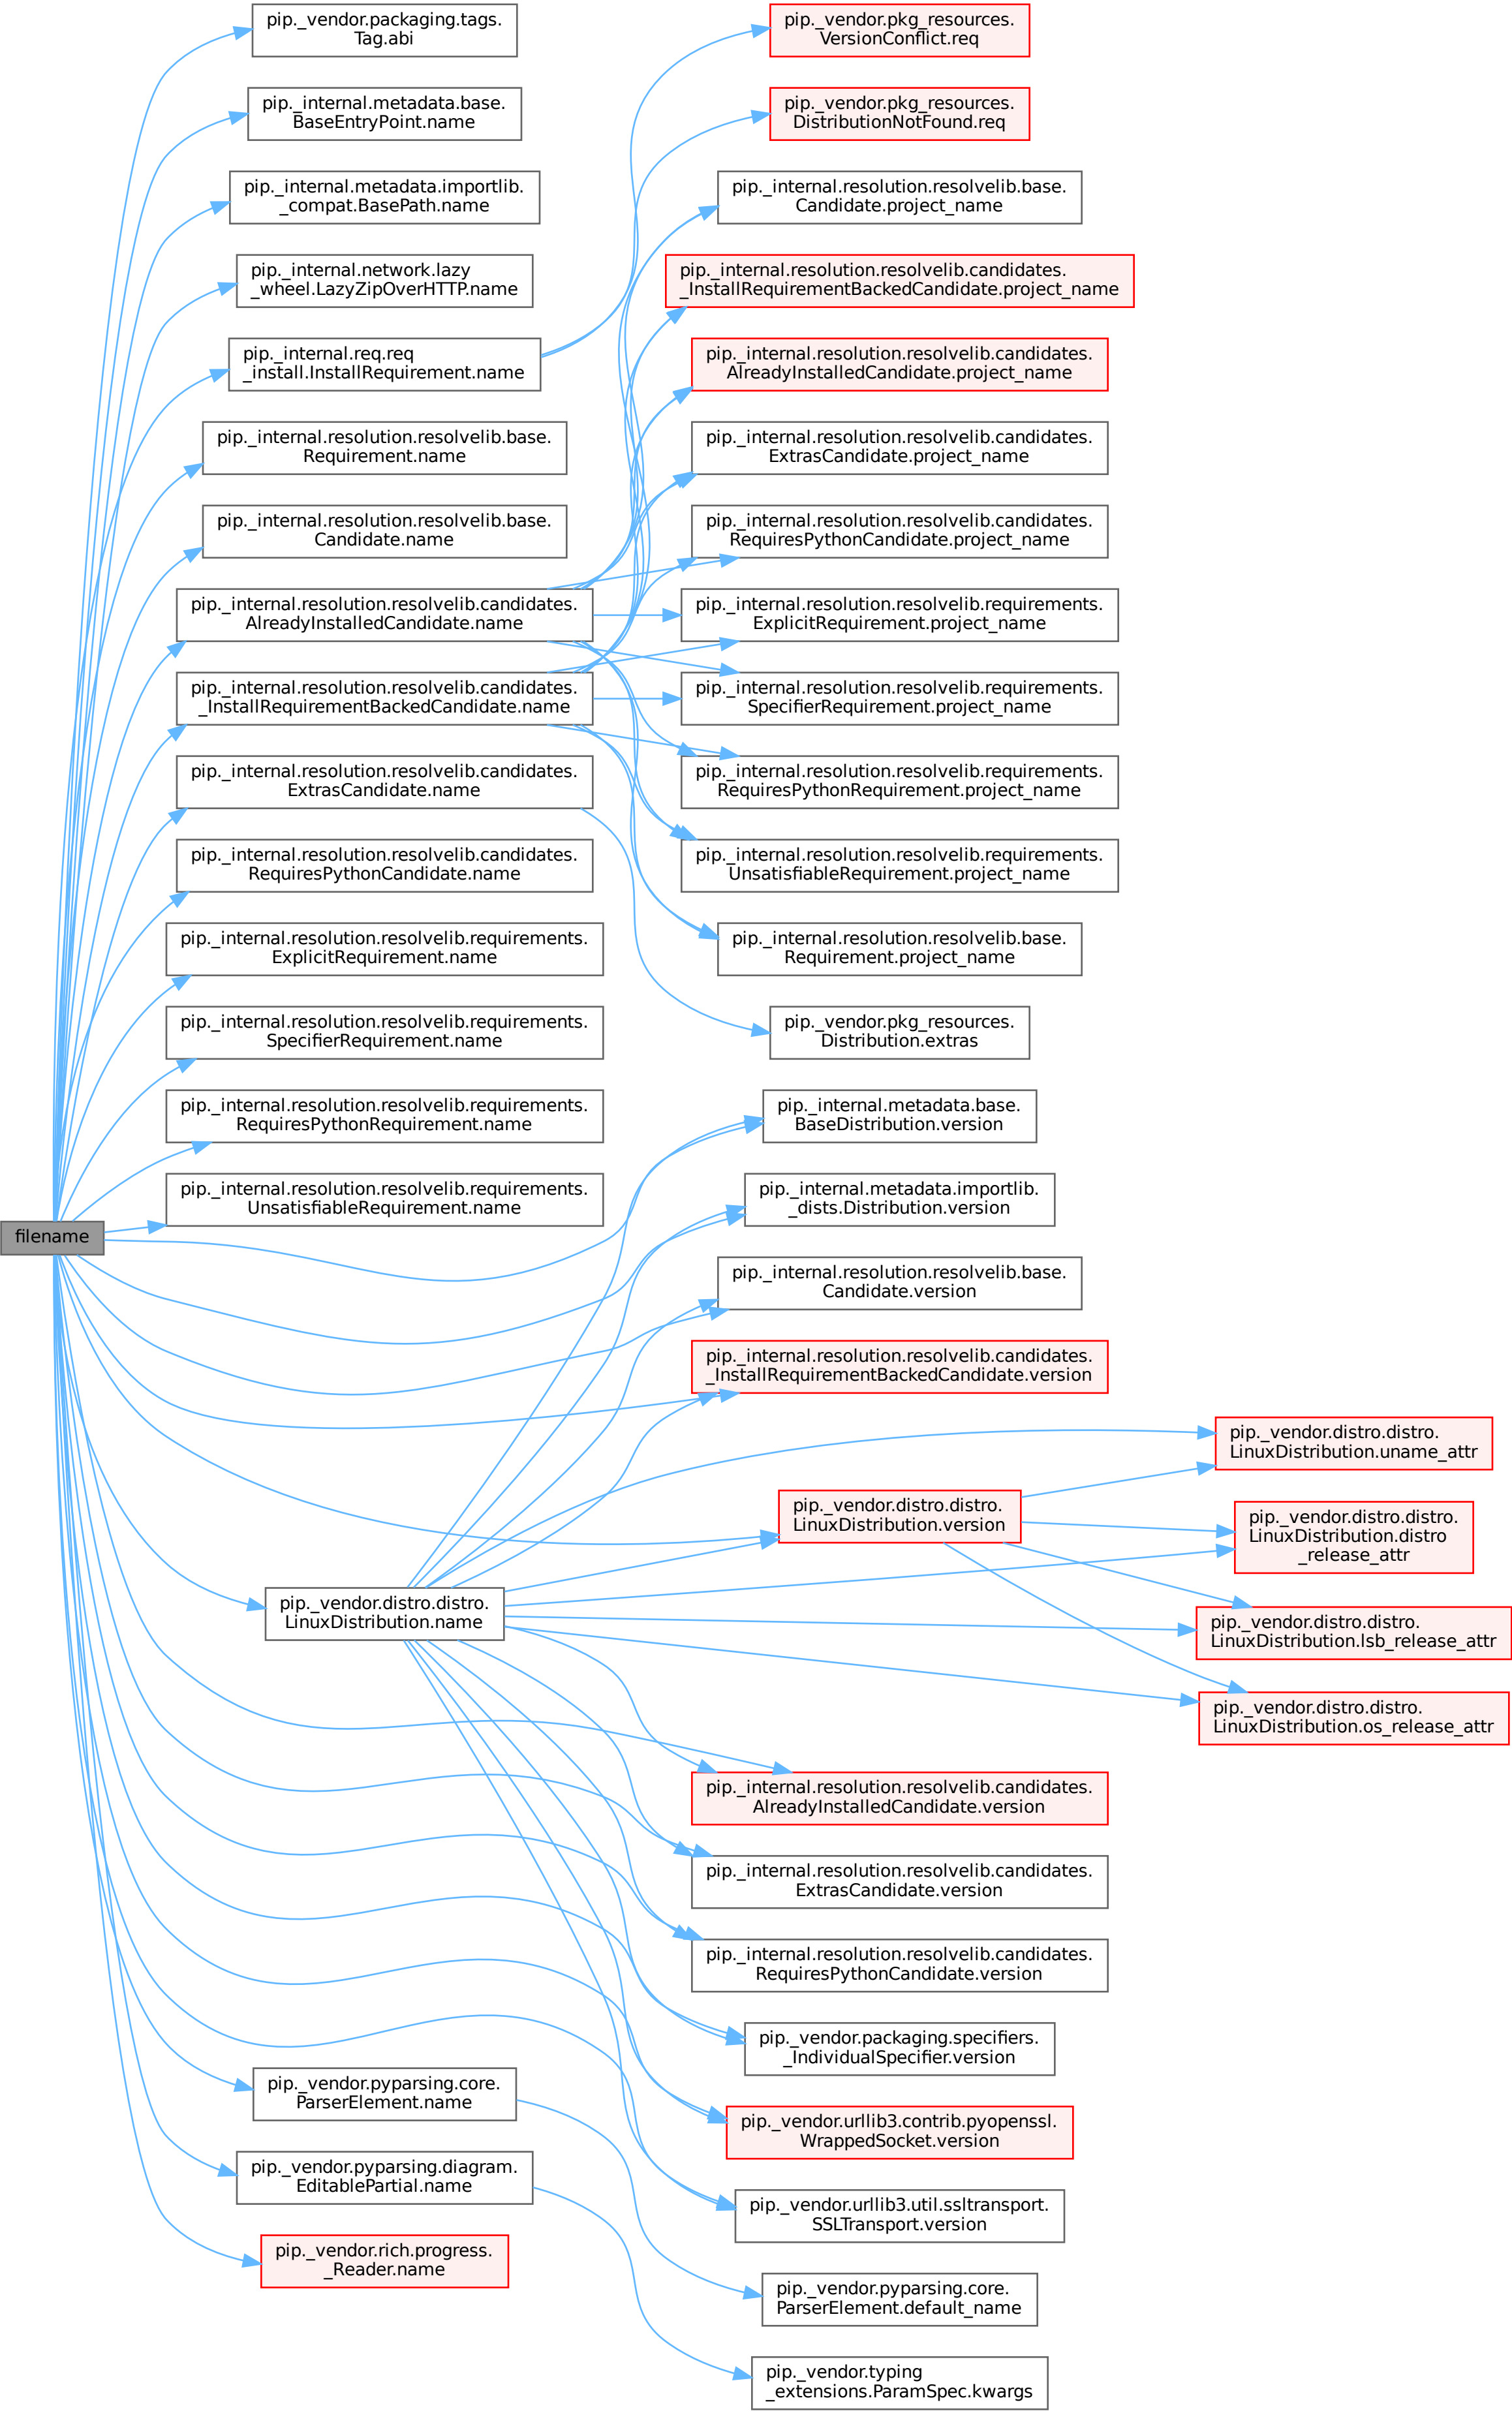 pip._vendor.packaging.tags.
Tag.abi
pip._internal.metadata.base.
BaseEntryPoint.name
pip._internal.metadata.importlib.
_compat.BasePath.name
pip._internal.network.lazy
_wheel.LazyZipOverHTTP.name
pip._internal.req.req
_install.InstallRequirement.name
pip._internal.resolution.resolvelib.base.
Requirement.name
pip._internal.resolution.resolvelib.base.
Candidate.name
pip._internal.resolution.resolvelib.candidates.
AlreadyInstalledCandidate.name
pip._internal.resolution.resolvelib.candidates.
_InstallRequirementBackedCandidate.name
pip._internal.resolution.resolvelib.candidates.
ExtrasCandidate.name
pip._internal.resolution.resolvelib.candidates.
RequiresPythonCandidate.name
pip._internal.resolution.resolvelib.requirements.
ExplicitRequirement.name
pip._internal.resolution.resolvelib.requirements.
SpecifierRequirement.name
pip._internal.resolution.resolvelib.requirements.
RequiresPythonRequirement.name
pip._internal.resolution.resolvelib.requirements.
UnsatisfiableRequirement.name
filename
pip._vendor.distro.distro.
LinuxDistribution.name
pip._vendor.pyparsing.core.
ParserElement.name
pip._vendor.pyparsing.diagram.
EditablePartial.name
pip._vendor.rich.progress.
_Reader.name
pip._vendor.pkg_resources.
VersionConflict.req
pip._vendor.pkg_resources.
DistributionNotFound.req
pip._internal.resolution.resolvelib.base.
Candidate.project_name
pip._internal.resolution.resolvelib.candidates.
_InstallRequirementBackedCandidate.project_name
pip._internal.resolution.resolvelib.candidates.
AlreadyInstalledCandidate.project_name
pip._internal.resolution.resolvelib.candidates.
ExtrasCandidate.project_name
pip._internal.resolution.resolvelib.candidates.
RequiresPythonCandidate.project_name
pip._internal.resolution.resolvelib.requirements.
ExplicitRequirement.project_name
pip._internal.resolution.resolvelib.requirements.
SpecifierRequirement.project_name
pip._internal.resolution.resolvelib.requirements.
RequiresPythonRequirement.project_name
pip._internal.resolution.resolvelib.requirements.
UnsatisfiableRequirement.project_name
pip._internal.resolution.resolvelib.base.
Requirement.project_name
pip._vendor.pkg_resources.
Distribution.extras
pip._internal.metadata.base.
BaseDistribution.version
pip._internal.metadata.importlib.
_dists.Distribution.version
pip._internal.resolution.resolvelib.base.
Candidate.version
pip._internal.resolution.resolvelib.candidates.
_InstallRequirementBackedCandidate.version
pip._vendor.distro.distro.
LinuxDistribution.version
pip._internal.resolution.resolvelib.candidates.
AlreadyInstalledCandidate.version
pip._internal.resolution.resolvelib.candidates.
ExtrasCandidate.version
pip._internal.resolution.resolvelib.candidates.
RequiresPythonCandidate.version
pip._vendor.packaging.specifiers.
_IndividualSpecifier.version
pip._vendor.urllib3.contrib.pyopenssl.
WrappedSocket.version
pip._vendor.urllib3.util.ssltransport.
SSLTransport.version
pip._vendor.pyparsing.core.
ParserElement.default_name
pip._vendor.typing
_extensions.ParamSpec.kwargs
pip._vendor.distro.distro.
LinuxDistribution.uname_attr
pip._vendor.distro.distro.
LinuxDistribution.distro
_release_attr
pip._vendor.distro.distro.
LinuxDistribution.lsb_release_attr
pip._vendor.distro.distro.
LinuxDistribution.os_release_attr